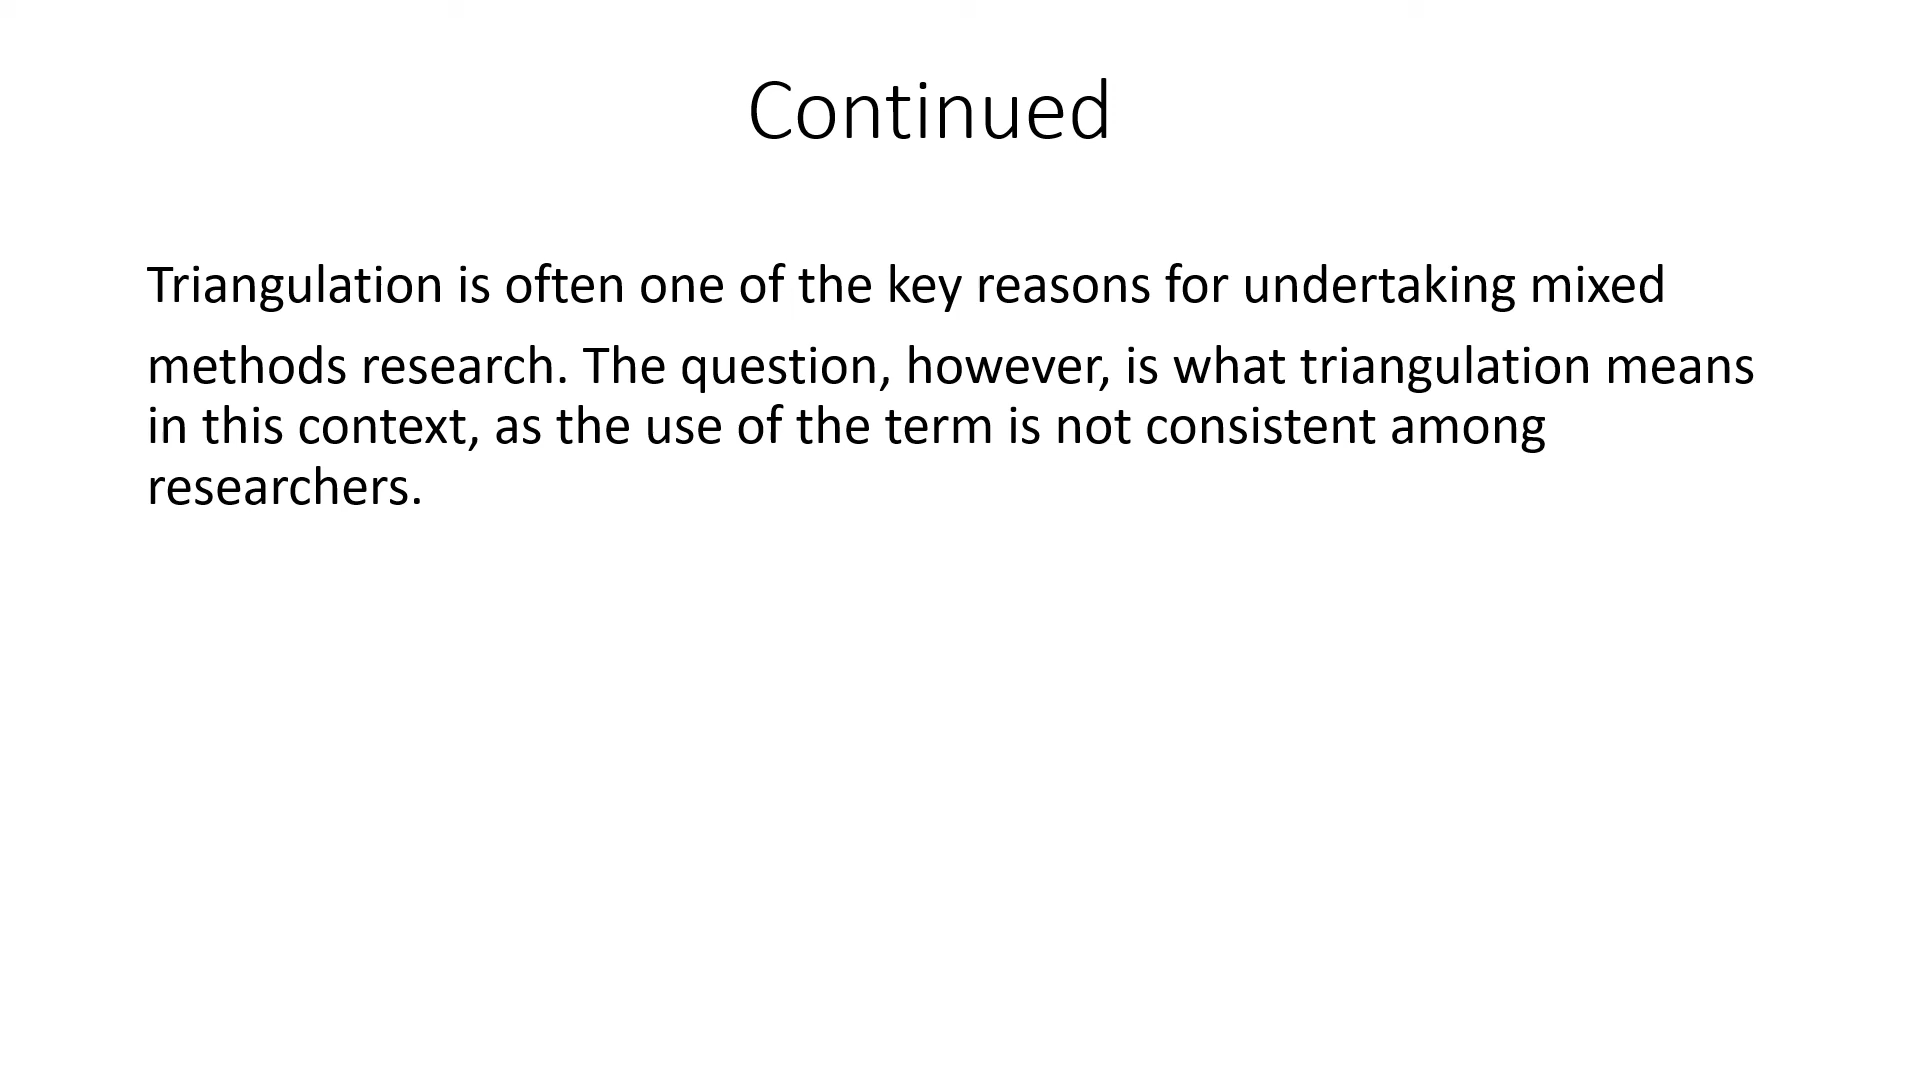 Continued
Triangulation is often one of the key reasons for undertaking mixed
methods research. The question, however, is what triangulation means
in this context, as the use of the term is not consistent among
researchers.